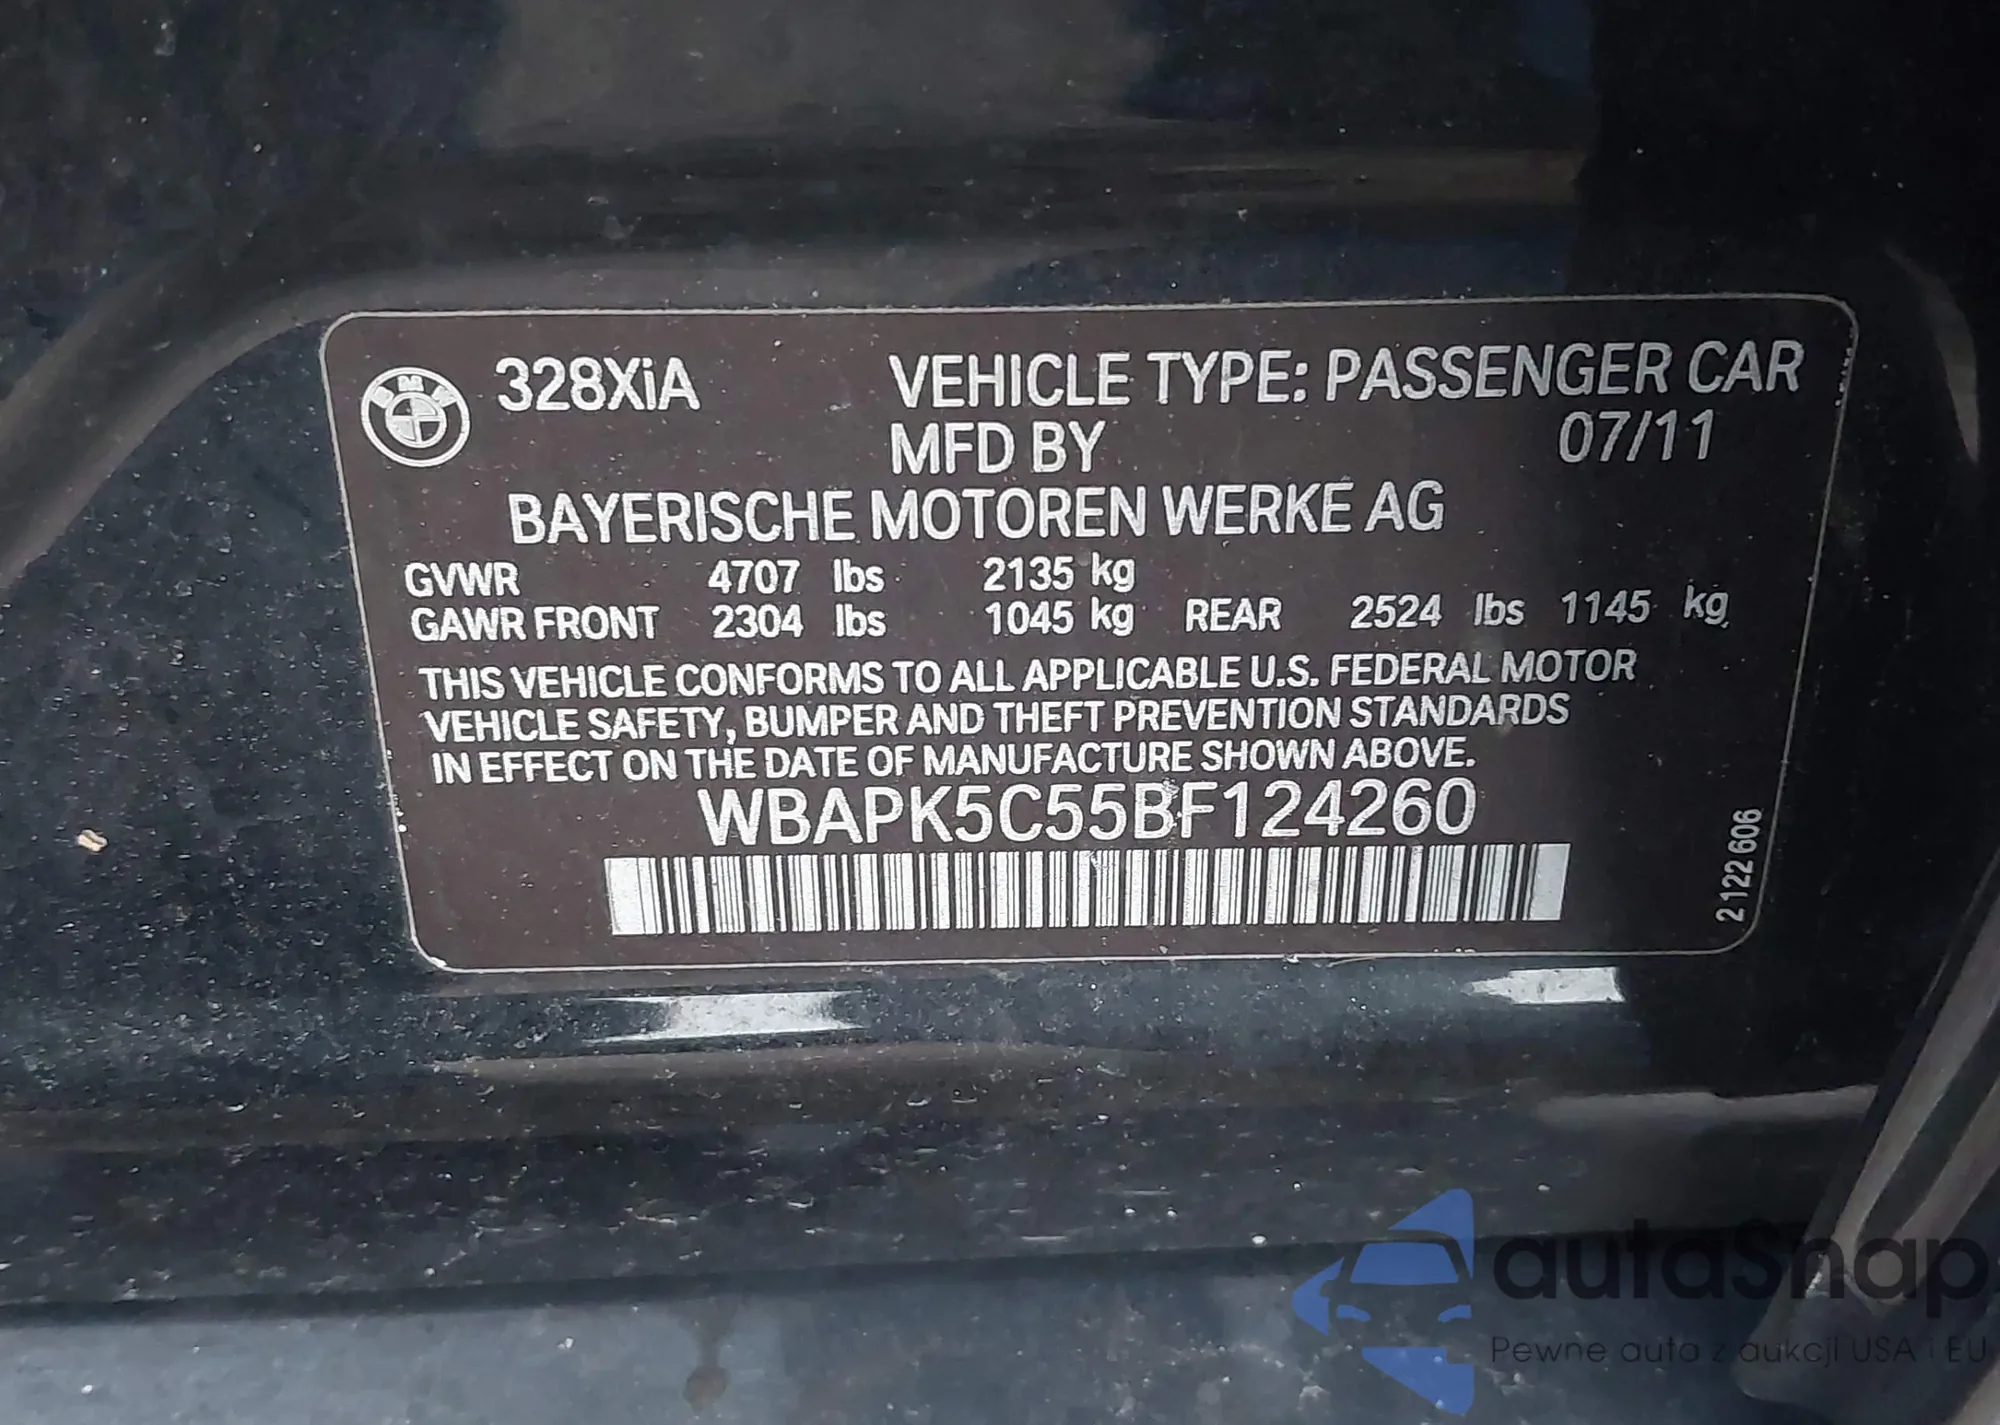 BMW
328XiA VEHICLE TYPE: PASSENGER CAR
MFD BY 07/11
BAYERISCHE MOTOREN WERKE AG
GVWR 4707 lbs 2135 kg
GAWR FRONT 2304 lbs 1045 kg REAR 2524 lbs 1145 kg
THIS VEHICLE CONFORMS TO ALL APPLICABLE U.S. FEDERAL MOTOR
VEHICLE SAFETY, BUMPER AND THEFT PREVENTION STANDARDS
IN EFFECT ON THE DATE OF MANUFACTURE SHOWN ABOVE.
WBAPK5C55BF124260
2 122 606
autaSnap
Pewne auta z aukcji USA i EU